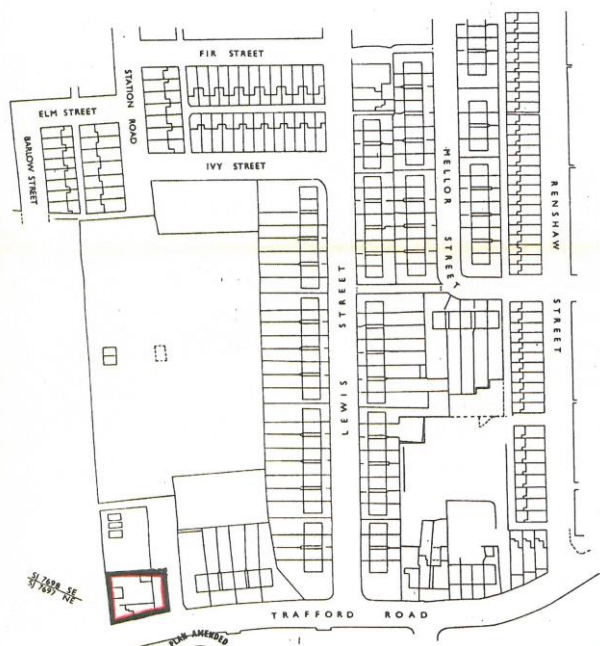 FIR STREET
STATION ROAD
ELM STREET
BARLOW STREET
IVY STREET
MELLOR STREET
RENSHAW STREET
LEWIS STREET
SJ 7698 SE
SJ 7697 NE
TRAFFORD ROAD
PLAN AMENDED